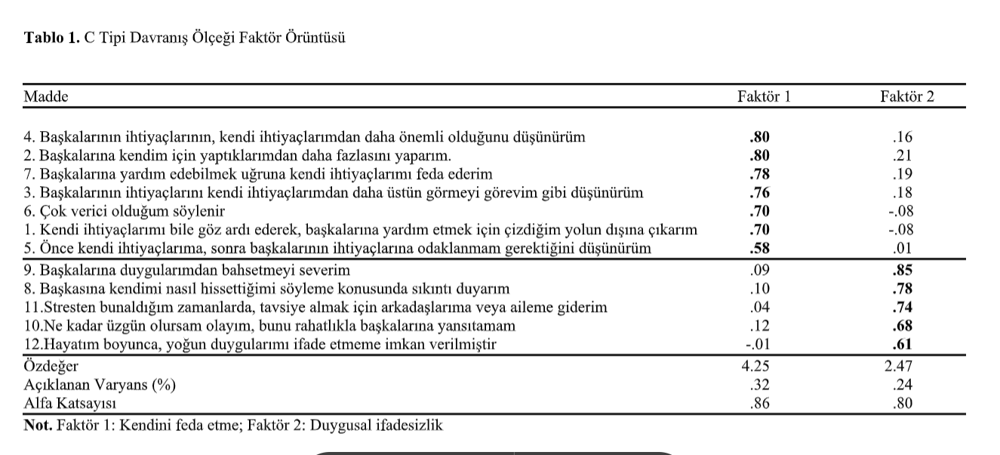 Tablo 1. C Tipi Davranış Ölçeği Faktör Örüntüsü
Madde Faktör 1 Faktör 2
4. Başkalarının ihtiyaçlarının, kendi ihtiyaçlarımdan daha önemli olduğunu düşünürüm .80 .16
2. Başkalarına kendim için yaptıklarımdan daha fazlasını yaparım. .80 .21
7. Başkalarına yardım edebilmek uğruna kendi ihtiyaçlarımı feda ederim .78 .19
3. Başkalarının ihtiyaçlarını kendi ihtiyaçlarımdan daha üstün görmeyi görevim gibi düşünürüm .76 .18
6. Çok verici olduğum söylenir .70 -.08
1. Kendi ihtiyaçlarımı bile göz ardı ederek, başkalarına yardım etmek için çizdiğim yolun dışına çıkarım .70 -.08
5. Önce kendi ihtiyaçlarıma, sonra başkalarının ihtiyaçlarına odaklanmam gerektiğini düşünürüm .58 .01
9. Başkalarına duygularımdan bahsetmeyi severim .09 .85
8. Başkasına kendimi nasıl hissettiğimi söyleme konusunda sıkıntı duyarım .10 .78
11.Stresten bunaldığım zamanlarda, tavsiye almak için arkadaşlarıma veya aileme giderim .04 .74
10.Ne kadar üzgün olursam olayım, bunu rahatlıkla başkalarına yansıtamam .12 .68
12.Hayatım boyunca, yoğun duygularımı ifade etmeme imkan verilmiştir -.01 .61
Özdeğer 4.25 2.47
Açıklanan Varyans (%) .32 .24
Alfa Katsayısı .86 .80
Not. Faktör 1: Kendini feda etme; Faktör 2: Duygusal ifadesizlik